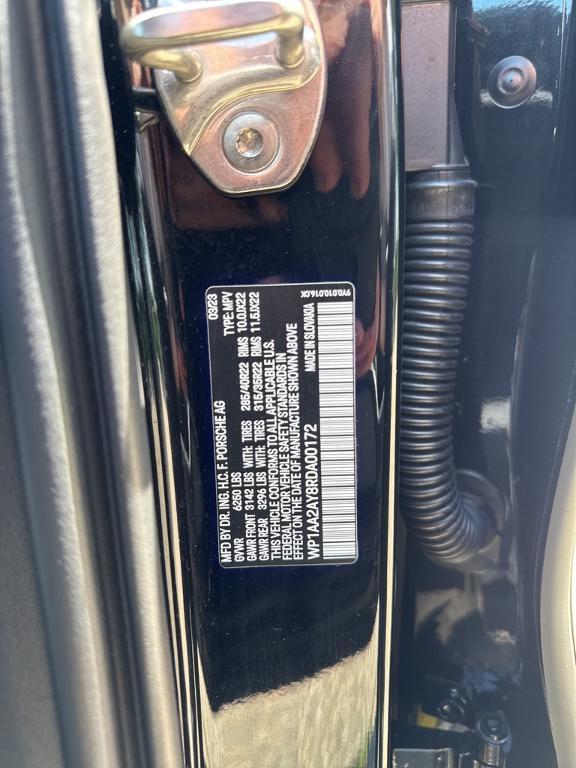 MFD BY DR. ING. H.C. F. PORSCHE AG 03/23
GVWR 6250 LBS TYPE: MPV
GAWR FRONT 3142 LBS WITH: TIRES 285/40R22 RIMS 10.0JX22
GAWR REAR 3296 LBS WITH: TIRES 315/35R22 RIMS 11.5JX22
THIS VEHICLE CONFORMS TO ALL APPLICABLE U.S.
FEDERAL MOTOR VEHICLE SAFETY STANDARDS IN
EFFECT ON THE DATE OF MANUFACTURE SHOWN ABOVE
WP1AA2AY8RDA00172 MADE IN SLOVAKIA
9Y0.010.016.CK